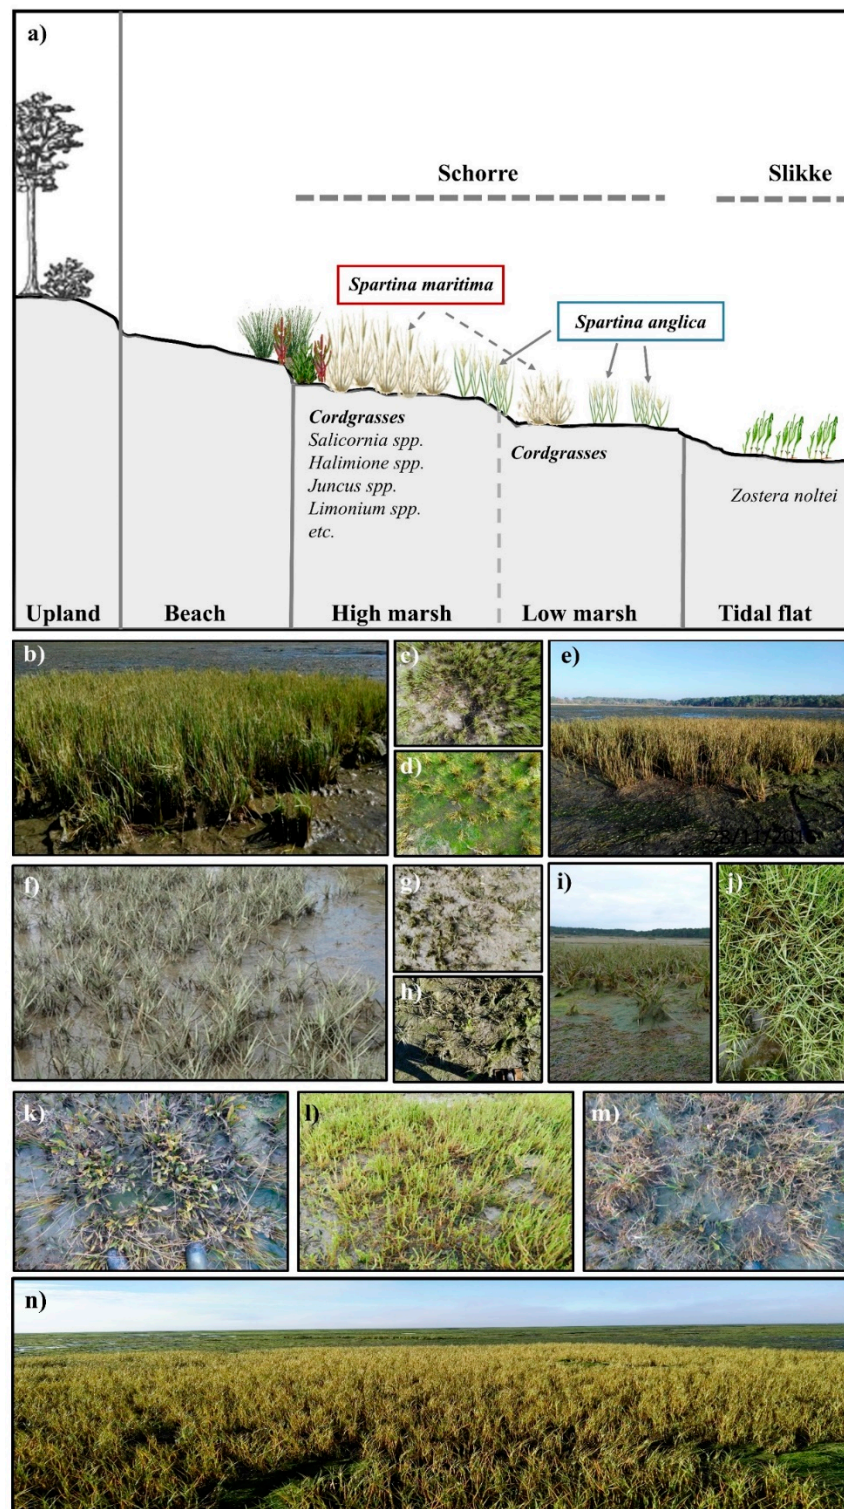 a)
Schorre
Slikke
Spartina maritima
Spartina anglica
Cordgrasses
Salicornia spp.
Halimione spp.
Juncus spp.
Limonium spp.
etc.
Cordgrasses
Zostera noltei
Upland
Beach
High marsh
Low marsh
Tidal flat
b)
c)
d)
e)
f)
g)
h)
i)
j)
k)
l)
m)
n)